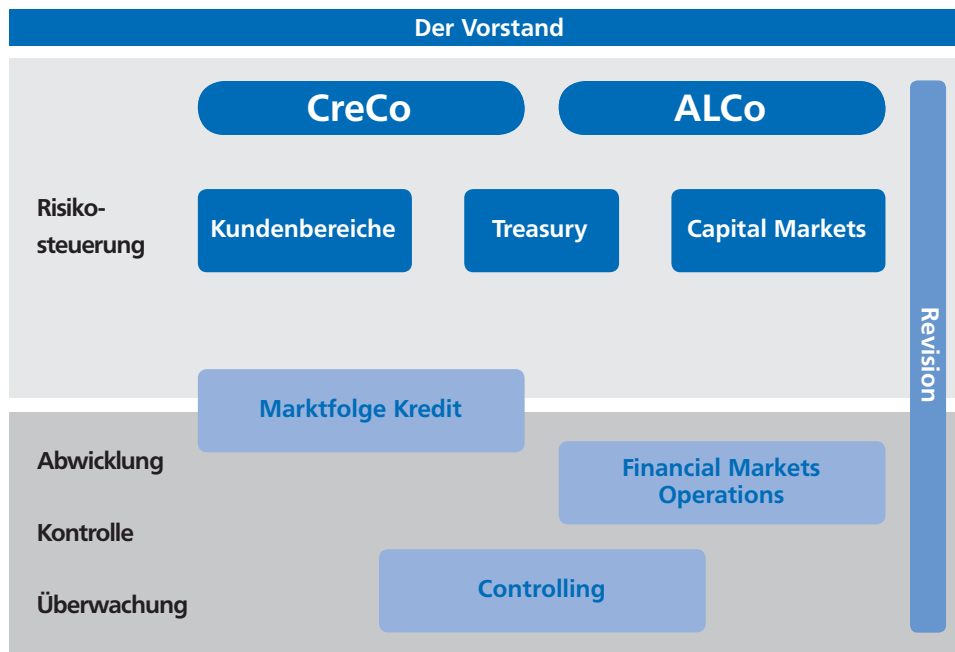 Der Vorstand
CreCo
ALCo
Risiko-
steuerung
Kundenbereiche
Treasury
Capital Markets
Revision
Marktfolge Kredit
Abwicklung
Financial Markets
Operations
Kontrolle
Controlling
Überwachung